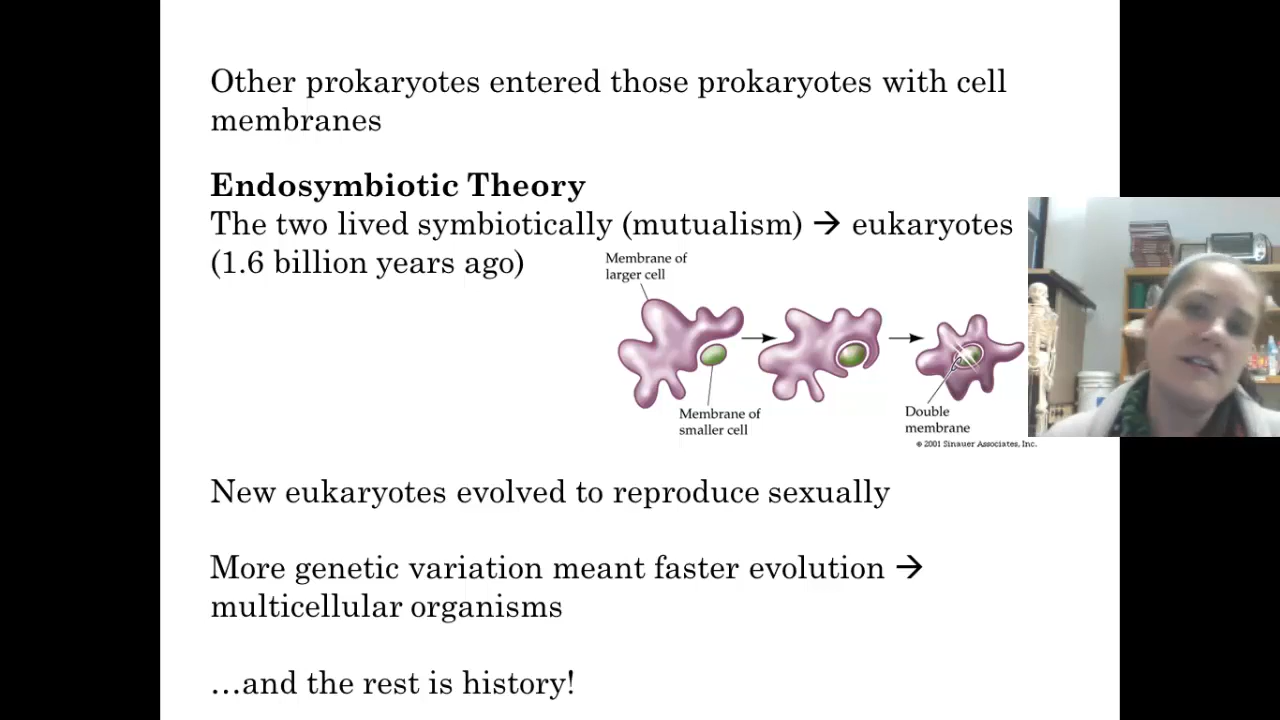 Other prokaryotes entered those prokaryotes with cell
membranes
Endosymbiotic Theory
The two lived symbiotically (mutualism) → eukaryotes
(1.6 billion years ago)
Membrane of
larger cell
Membrane of
smaller cell
Double
membrane
© 2001 Sinauer Associates, Inc.
New eukaryotes evolved to reproduce sexually
More genetic variation meant faster evolution →
multicellular organisms
…and the rest is history!